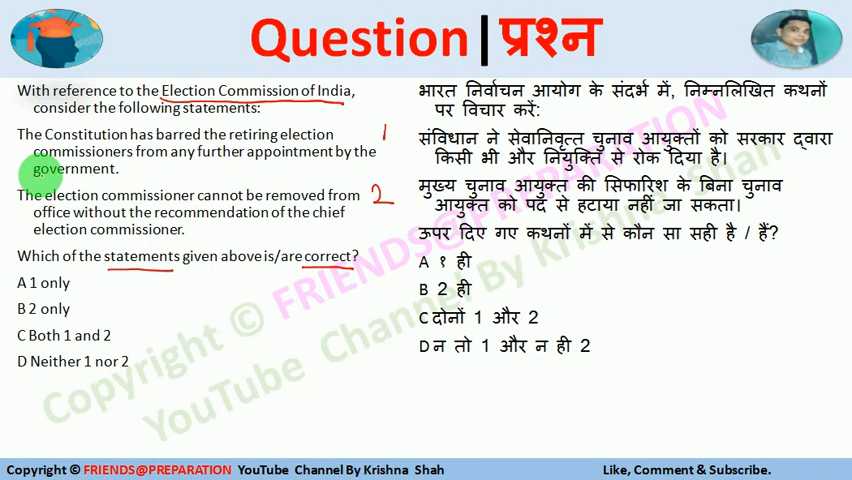 Question|प्रश्न
With reference to the Election Commission of India,
consider the following statements:
The Constitution has barred the retiring election
commissioners from any further appointment by the
government.
1
The election commissioner cannot be removed from
office without the recommendation of the chief
election commissioner.
2
Which of the statements given above is/are correct?
A 1 only
B 2 only
C Both 1 and 2
D Neither 1 nor 2
भारत निर्वाचन आयोग के संदर्भ में, निम्नलिखित कथनों
पर विचार करें:
संविधान ने सेवानिवृत्त चुनाव आयुक्तों को सरकार द्वारा
किसी भी और नियुक्ति से रोक दिया है।
मुख्य चुनाव आयुक्त की सिफारिश के बिना चुनाव
आयुक्त को पद से हटाया नहीं जा सकता।
ऊपर दिए गए कथनों में से कौन सा सही है / हैं?
A १ ही
B 2 ही
C दोनों 1 और 2
D न तो 1 और न ही 2
Copyright © FRIENDS@PREPARATION
YouTube Channel By Krishna Shah
Copyright © FRIENDS@PREPARATION YouTube Channel By Krishna Shah
Like, Comment & Subscribe.